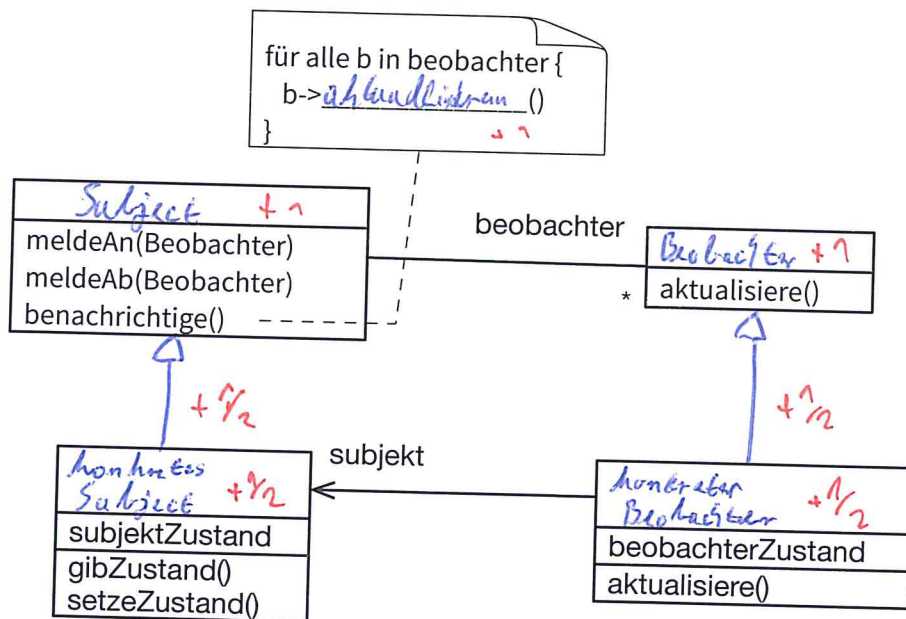 für alle b in beobachter {
b-> ()
} +1
Subject +1
meldeAn(Beobachter)
meldeAb(Beobachter)
benachrichtige()
beobachter
*
Beobachter +1
aktualisiere()
+1/2
+1/2
subjekt
konkretes
Subject +1/2
subjektZustand
gibZustand()
setzeZustand()
konkreter
Beobachter +1/2
beobachterZustand
aktualisiere()